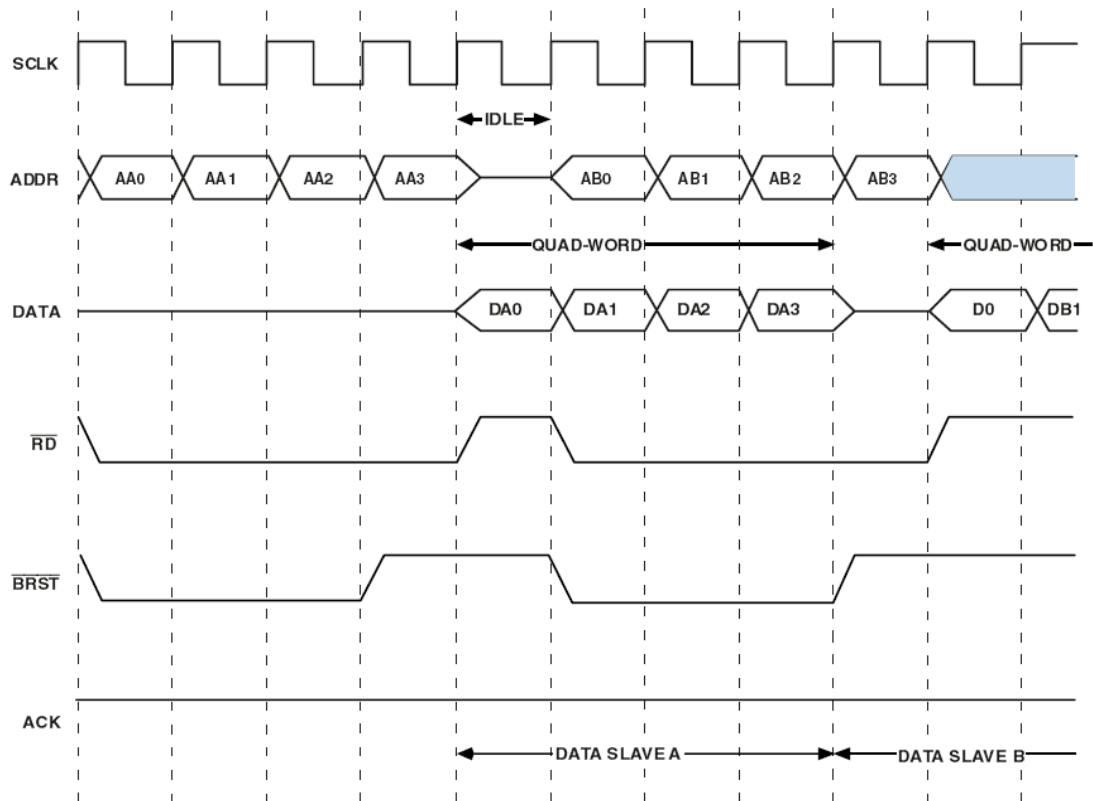 SCLK
IDLE
ADDR AA0 AA1 AA2 AA3 AB0 AB1 AB2 AB3
QUAD-WORD QUAD-WORD
DATA DA0 DA1 DA2 DA3 D0 DB1
RD
BRST
ACK
DATA SLAVE A DATA SLAVE B